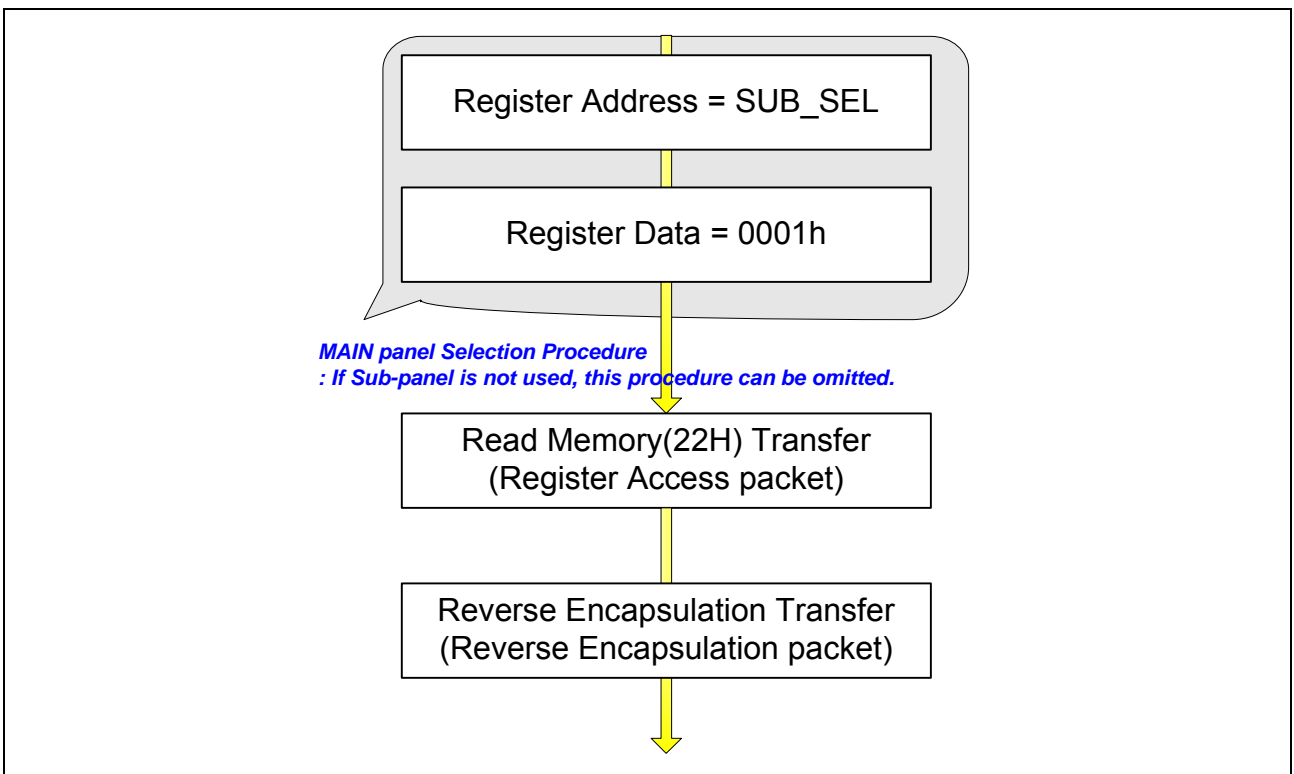 Register Address = SUB_SEL
Register Data = 0001h
MAIN panel Selection Procedure
: If Sub-panel is not used, this procedure can be omitted.
Read Memory(22H) Transfer
(Register Access packet)
Reverse Encapsulation Transfer
(Reverse Encapsulation packet)